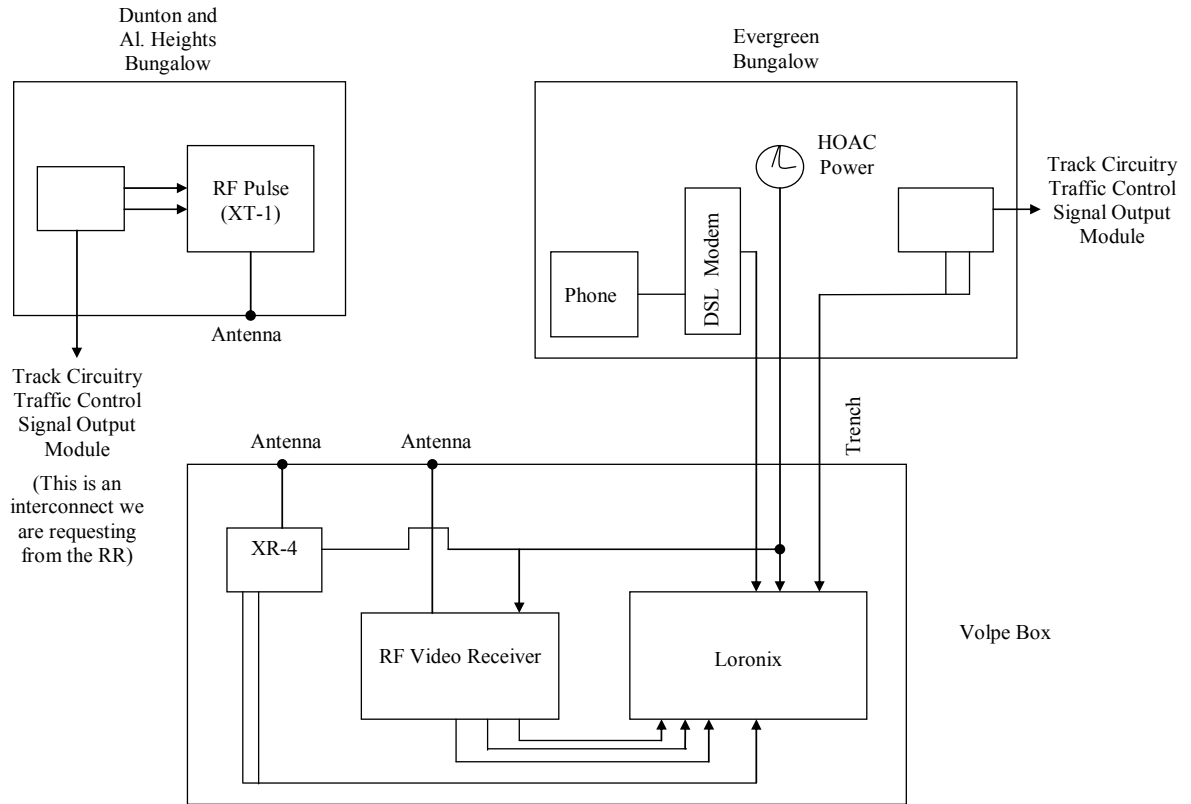 Dunton and
Al. Heights
Bungalow
RF Pulse
(XT-1)
Antenna
Track Circuitry
Traffic Control
Signal Output
Module
(This is an
interconnect we
are requesting
from the RR)
Evergreen
Bungalow
HOAC
Power
Phone
DSL Modem
Track Circuitry
Traffic Control
Signal Output
Module
Trench
Antenna
Antenna
XR-4
RF Video Receiver
Loronix
Volpe Box